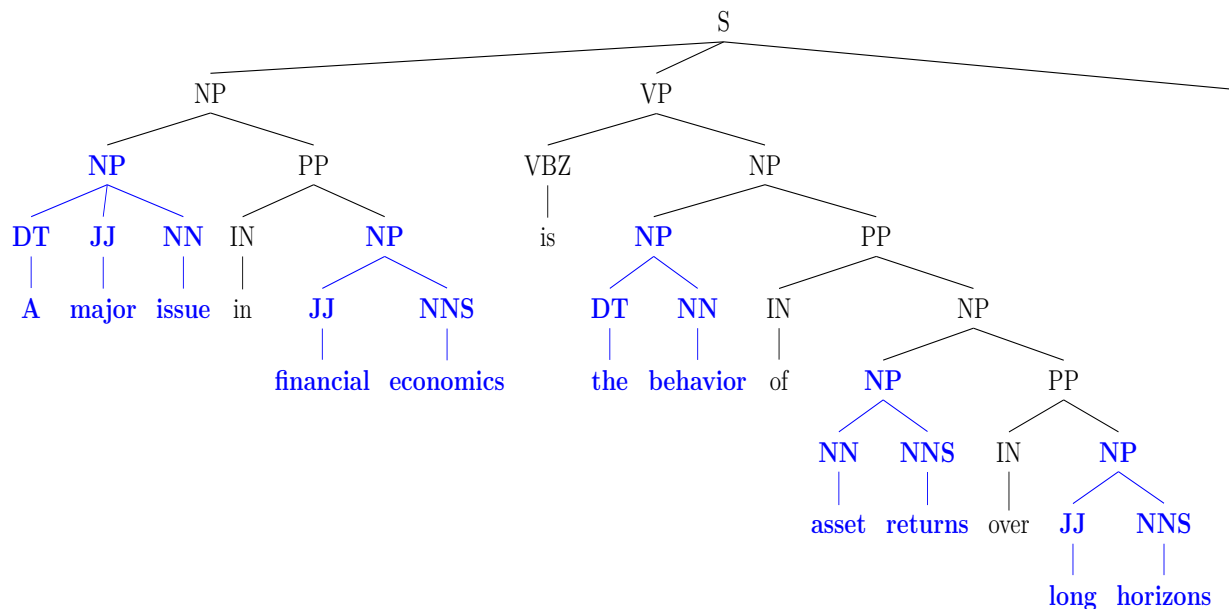 S
NP VP
NP PP VBZ NP
DT JJ NN IN NP is NP PP
A major issue in JJ NNS DT NN IN NP
financial economics the behavior of NP PP
NN NNS IN NP
asset returns over JJ NNS
long horizons